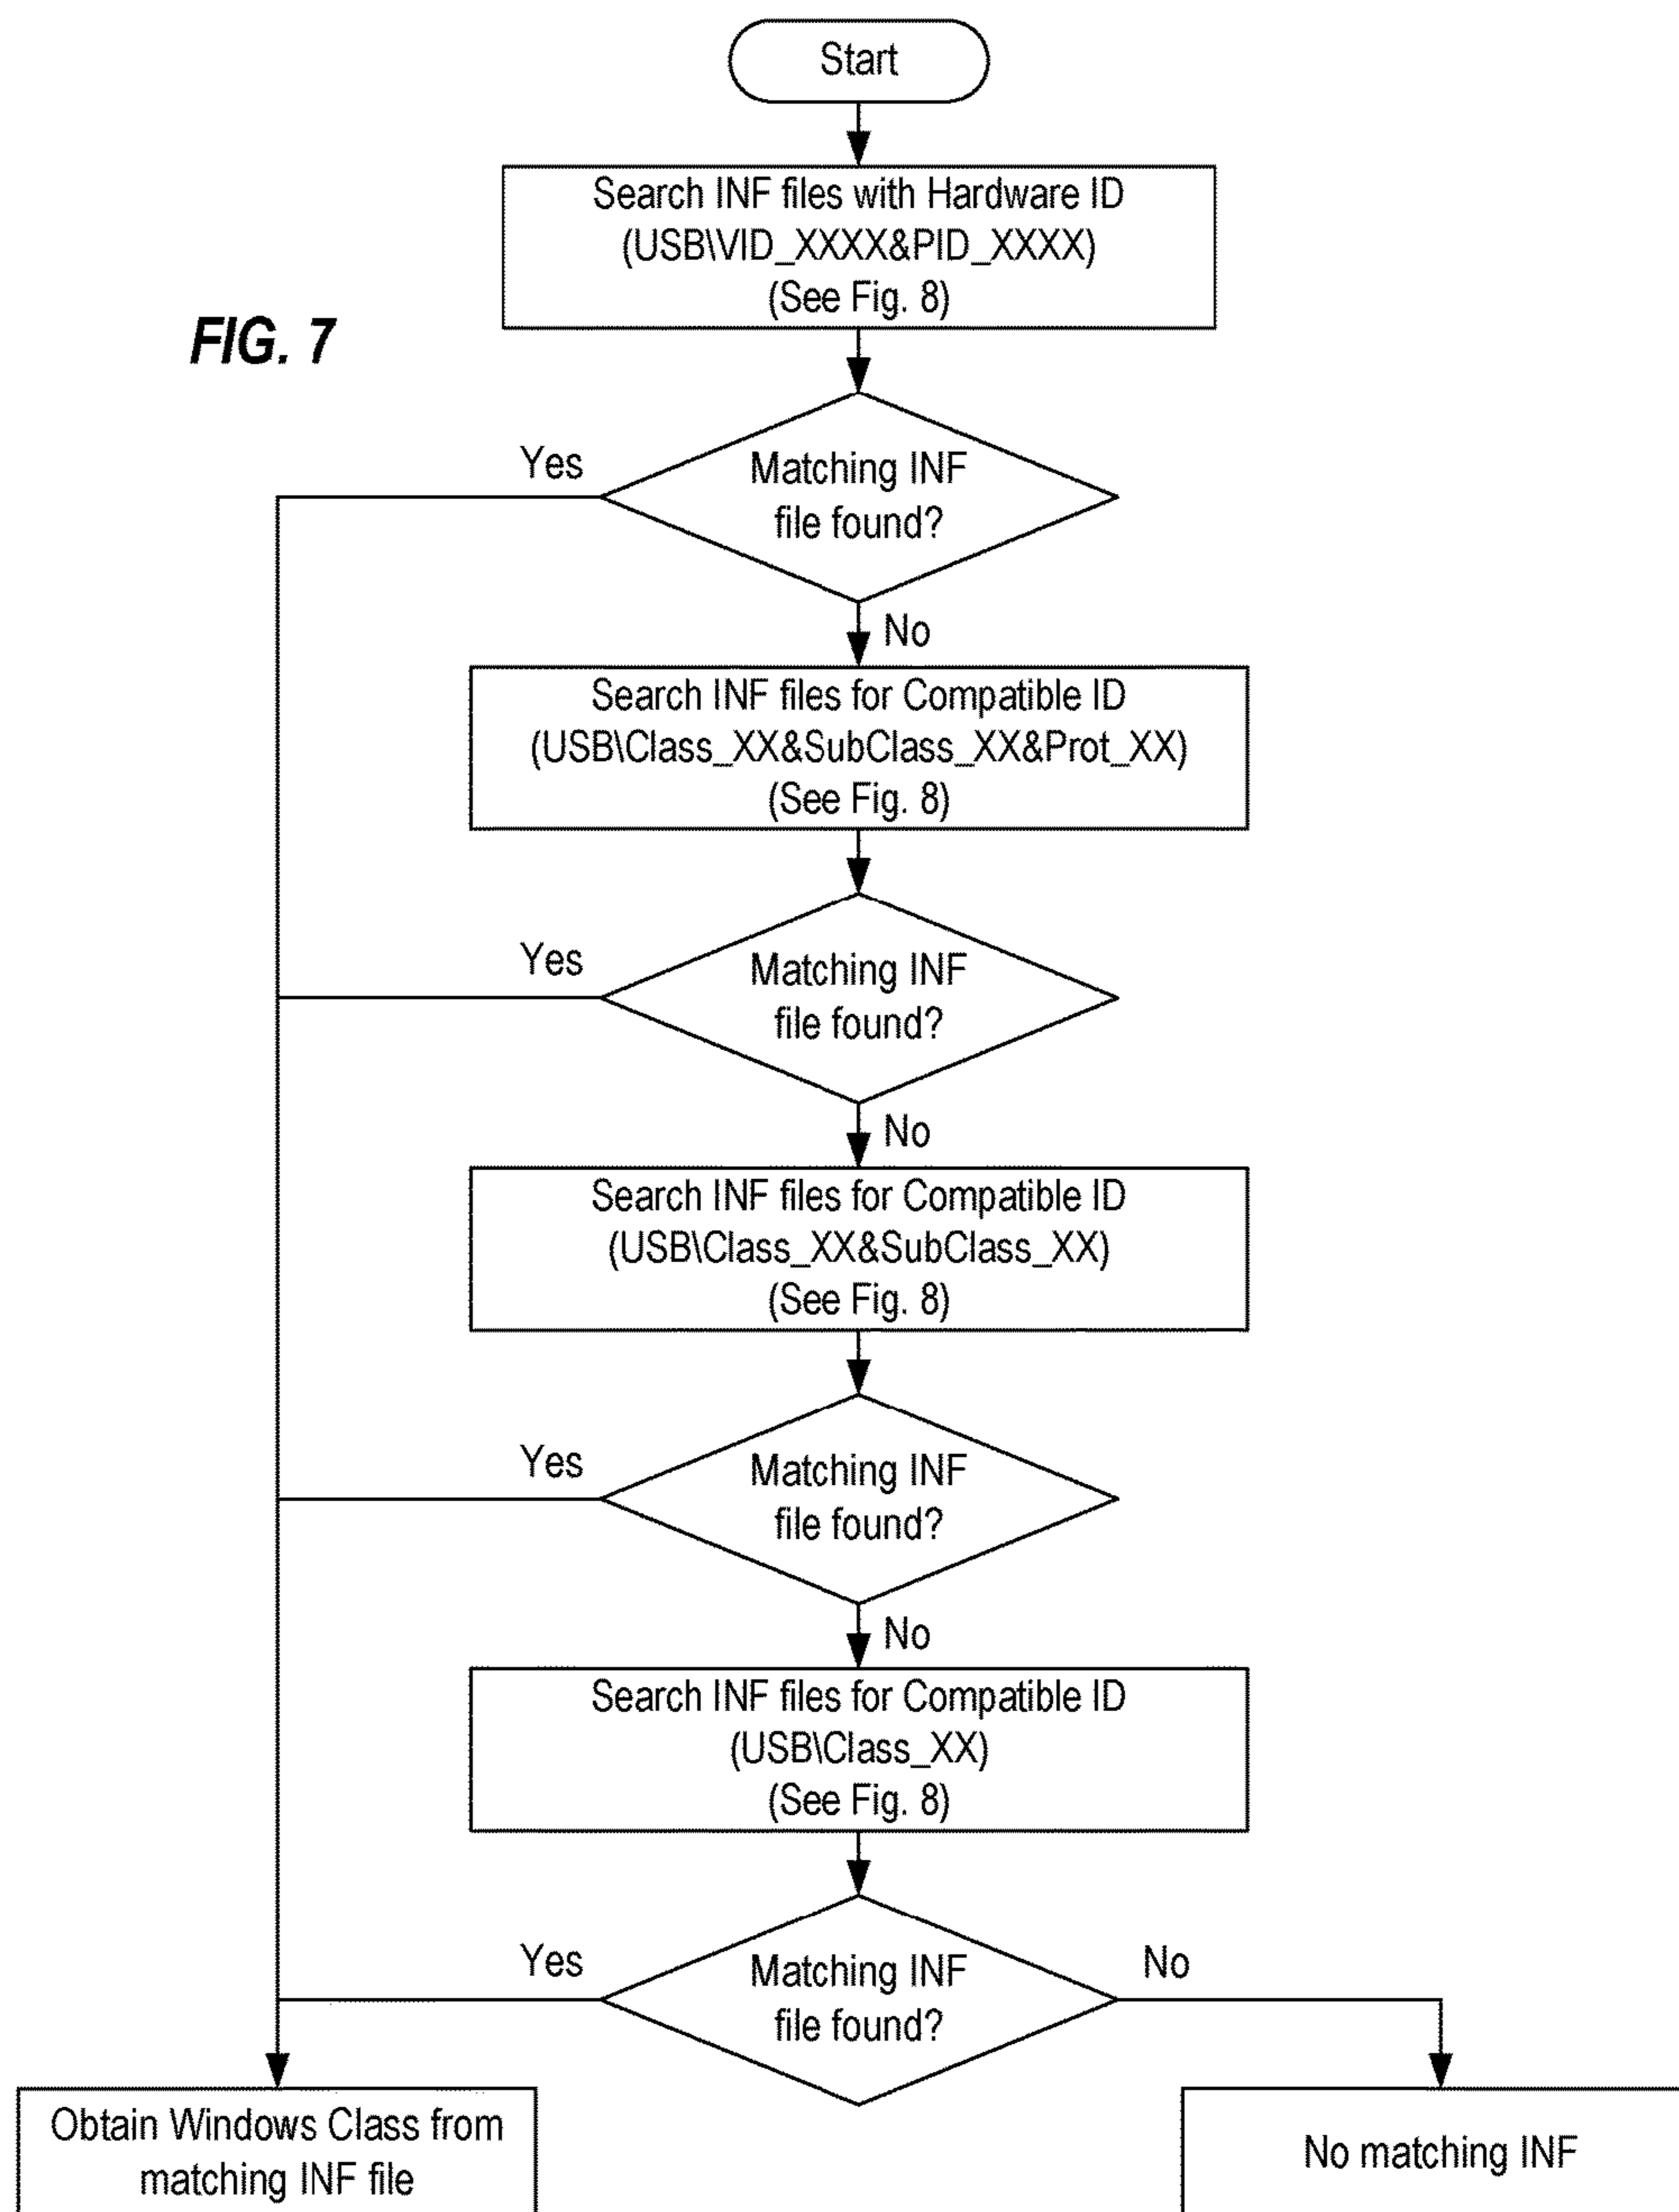 Start
Search INF files with Hardware ID
(USB\VID_XXXX&PID_XXXX)
(See Fig. 8)
FIG. 7
Yes
Matching INF
file found?
No
Search INF files for Compatible ID
(USB\Class_XX&SubClass_XX&Prot_XX)
(See Fig. 8)
Yes
Matching INF
file found?
No
Search INF files for Compatible ID
(USB\Class_XX&SubClass_XX)
(See Fig. 8)
Yes
Matching INF
file found?
No
Search INF files for Compatible ID
(USB\Class_XX)
(See Fig. 8)
Yes
Matching INF
file found?
No
Obtain Windows Class from
matching INF file
No matching INF